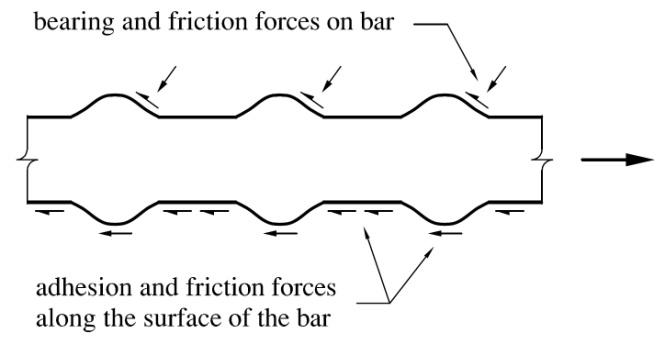 bearing and friction forces on bar
adhesion and friction forces
along the surface of the bar